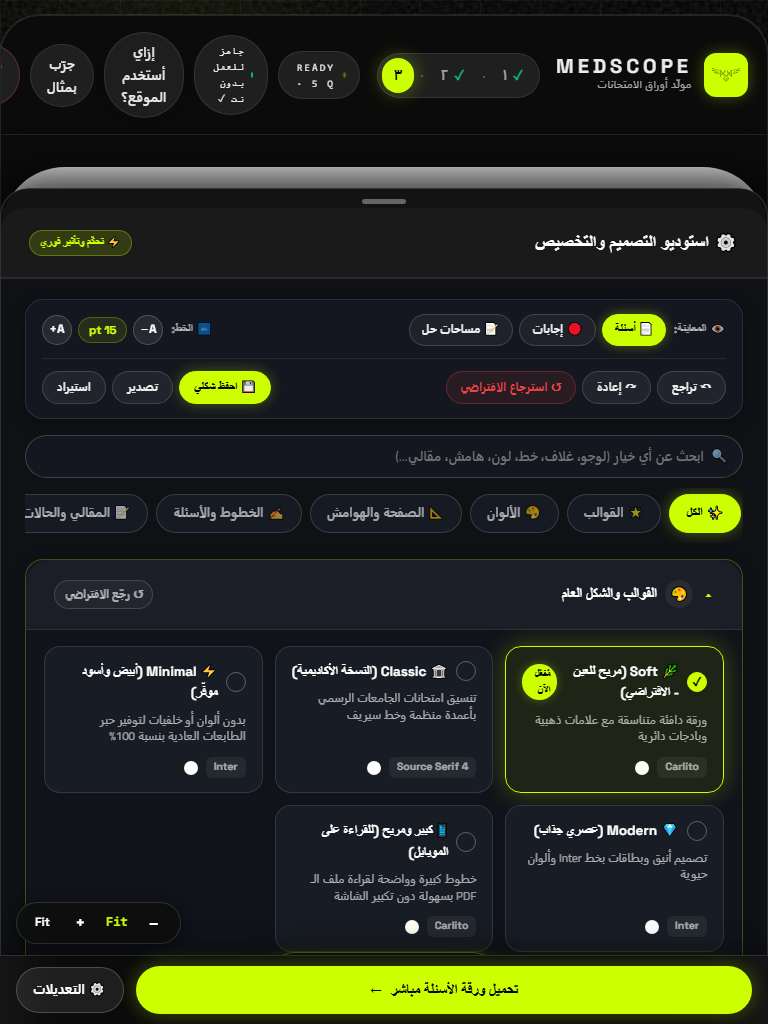 MEDSCOPE
مولّد أوراق الامتحانات
✓ ١ · ✓ ٢ · ٣
READY · 5 Q
جاهز للعمل بدون نت ✓
إزاي أستخدم الموقع؟
جرّب بمثال
⚙ استوديو التصميم والتخصيص
⚡ تحكّم وتأثير فوري
👁 المعاينة:
📄 أسئلة
🔴 إجابات
📝 مساحات حل
الخط:
A−
15 pt
A+
↶ تراجع
↷ إعادة
↺ استرجاع الافتراضي
💾 احفظ شكلي
تصدير
استيراد
🔍 ابحث عن أي خيار (لوجو، غلاف، خط، لون، هامش، مقالي...)
✨ الكل
★ القوالب
🎨 الألوان
📐 الصفحة والهوامش
✍ الخطوط والأسئلة
📝 المقالي والحالات
🎨 القوالب والشكل العام
↺ رجّع الافتراضي
🌿 Soft (مريح للعين - الافتراضي)
مُفعّل الآن
ورقة دافئة متناسقة مع علامات ذهبية وبادجات دائرية
Carlito
🏛 Classic (النسخة الأكاديمية)
تنسيق امتحانات الجامعات الرسمي بأعمدة منظمة وخط سيريف
Source Serif 4
⚡ Minimal (أبيض وأسود موفّر)
بدون ألوان أو خلفيات لتوفير حبر الطابعات العادية بنسبة 100%
Inter
💎 Modern (عصري جذاب)
تصميم أنيق وبطاقات بخط Inter وألوان حيوية
Inter
📱 كبير ومريح (للقراءة على الموبايل)
خطوط كبيرة وواضحة لقراءة ملف الـ PDF بسهولة دون تكبير الشاشة
Carlito
Fit + Fit −
تحميل ورقة الأسئلة مباشر ←
⚙ التعديلات